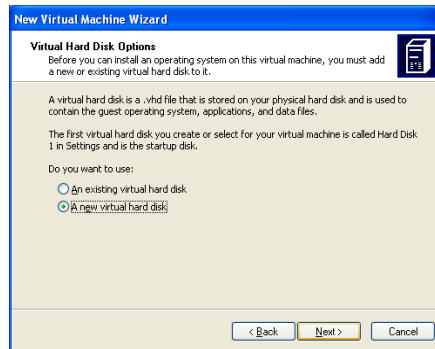 New Virtual Machine Wizard
Virtual Hard Disk Options
Before you can install an operating system on this virtual machine, you must add
a new or existing virtual hard disk to it.
A virtual hard disk is a .vhd file that is stored on your physical hard disk and is used to
contain the guest operating system, applications, and data files.
The first virtual hard disk you create or select for your virtual machine is called Hard Disk
1 in Settings and is the startup disk.
Do you want to use:
An existing virtual hard disk
A new virtual hard disk
< Back Next > Cancel